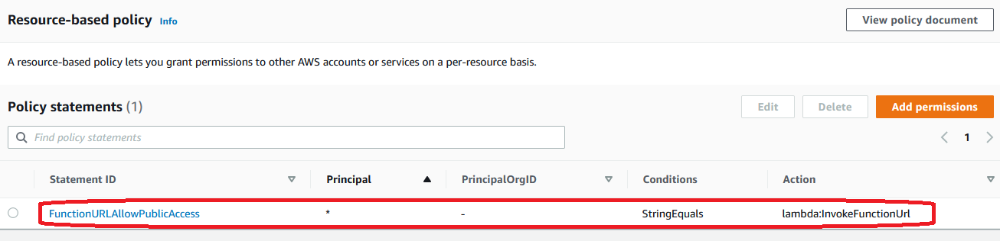 Resource-based policy Info
View policy document
A resource-based policy lets you grant permissions to other AWS accounts or services on a per-resource basis.
Policy statements (1)
Edit
Delete
Add permissions
Find policy statements
1
Statement ID Principal PrincipalOrgID Conditions Action
FunctionURLAllowPublicAccess * - StringEquals lambda:InvokeFunctionUrl